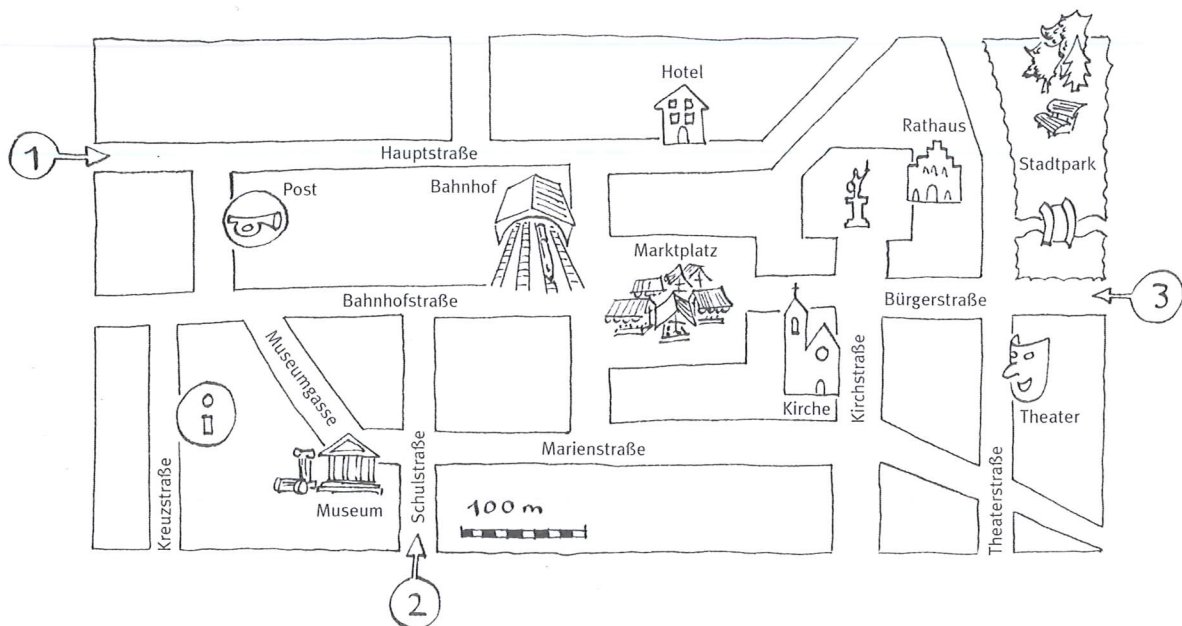 Hotel
Rathaus
1
Hauptstraße
Stadtpark
Post
Bahnhof
Marktplatz
Bahnhofstraße
Bürgerstraße
3
Museumgasse
i
Kirche
Kirchstraße
Theater
Marienstraße
Kreuzstraße
Museum
Schulstraße
100 m
Theaterstraße
2